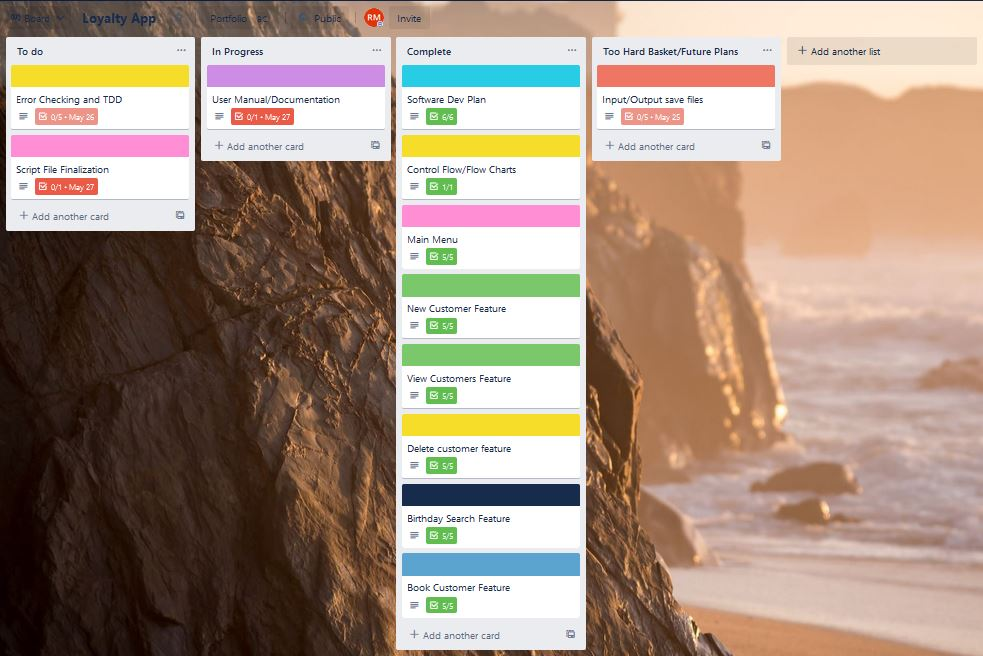 Board
Loyalty App
Portfolio
Public
RM
Invite
To do
Error Checking and TDD
0/5 • May 26
Script File Finalization
0/1 • May 27
+ Add another card
In Progress
User Manual/Documentation
0/1 • May 27
+ Add another card
Complete
Software Dev Plan
6/6
Control Flow/Flow Charts
1/1
Main Menu
5/5
New Customer Feature
5/5
View Customers Feature
5/5
Delete customer feature
5/5
Birthday Search Feature
5/5
Book Customer Feature
5/5
+ Add another card
Too Hard Basket/Future Plans
Input/Output save files
0/5 • May 25
+ Add another card
+ Add another list